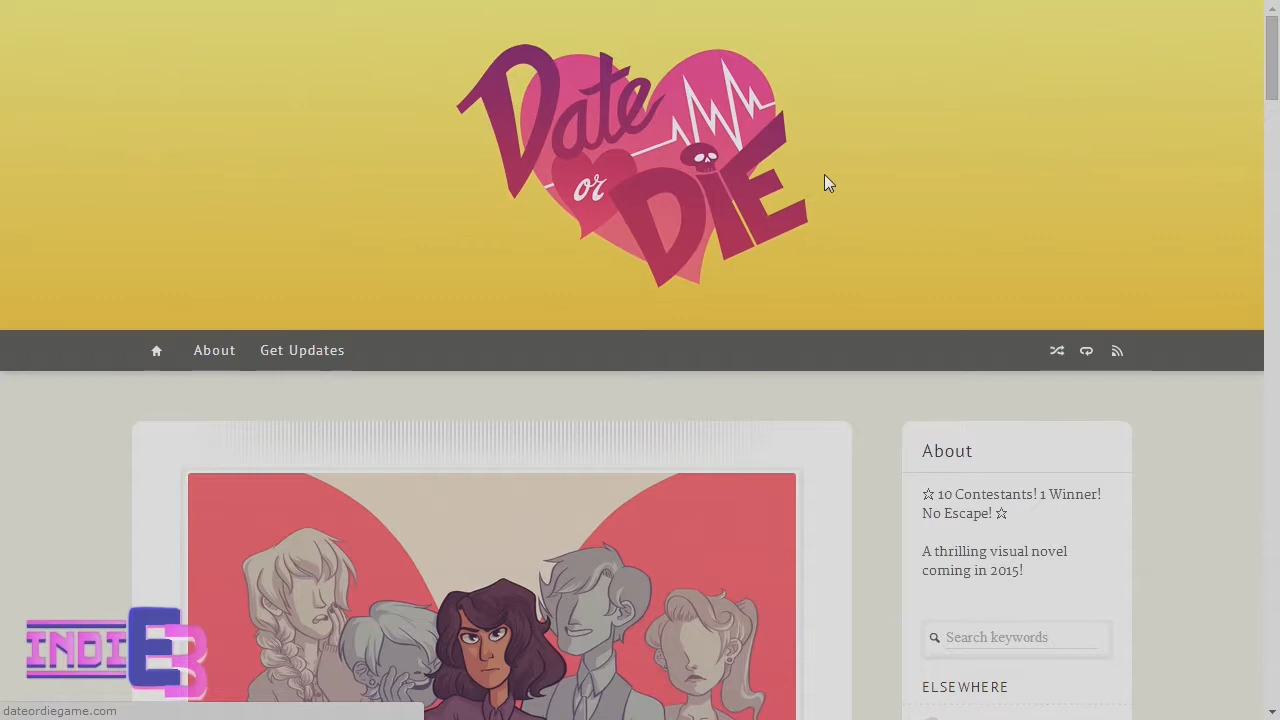 Date
or
DiE
About
Get Updates
About
☆ 10 Contestants! 1 Winner!
No Escape! ☆
A thrilling visual novel
coming in 2015!
Search keywords
ELSEWHERE
INDIE3
dateordiegame.com